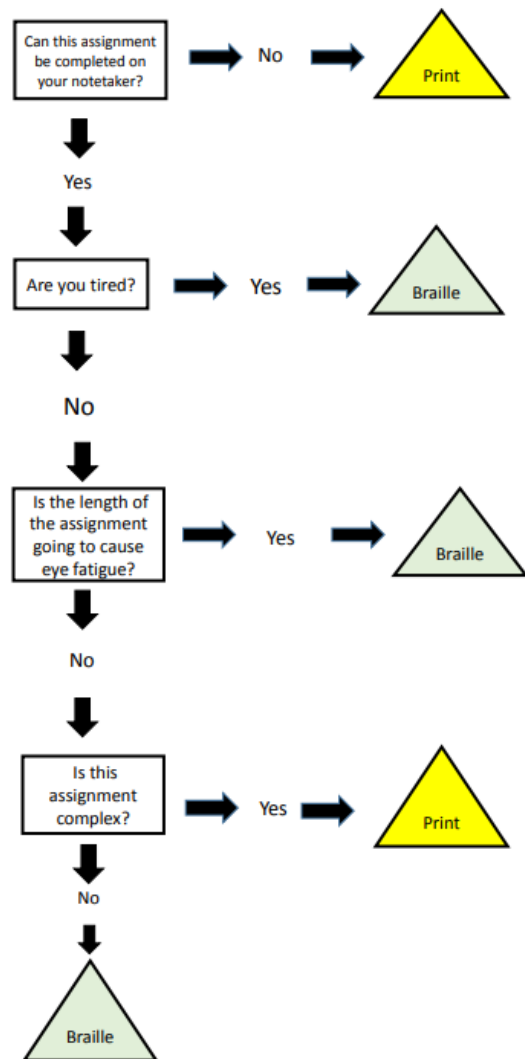 Can this assignment
be completed on
your notetaker?
No
Print
Yes
Are you tired?
Yes
Braille
No
Is the length of
the assignment
going to cause
eye fatigue?
Yes
Braille
No
Is this
assignment
complex?
Yes
Print
No
Braille